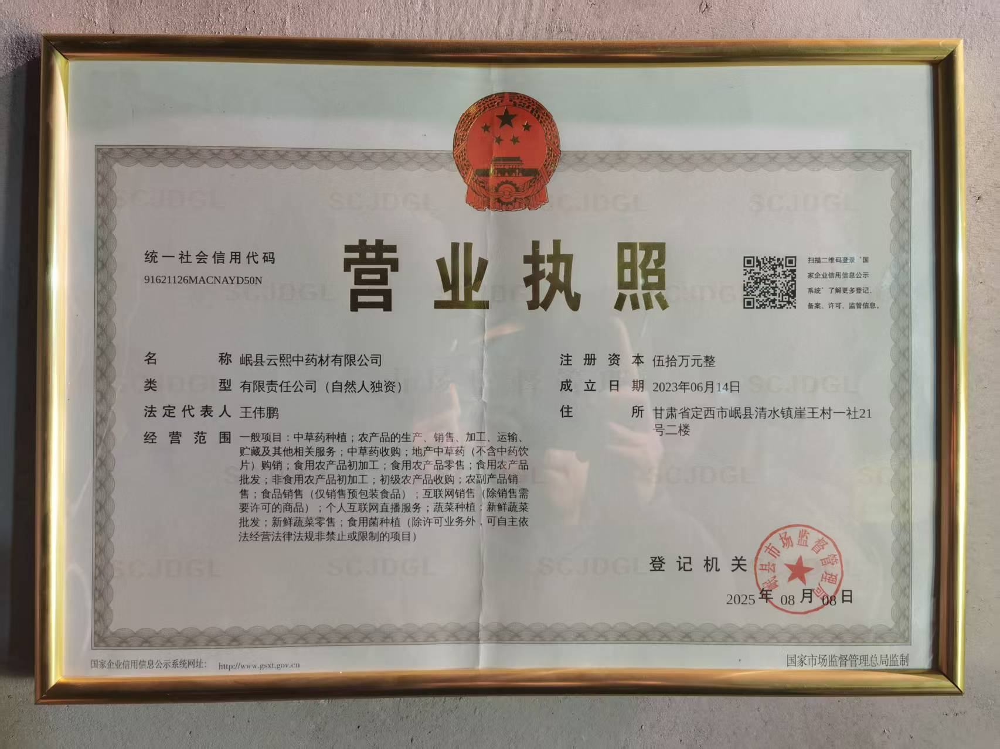 统一社会信用代码
91621126MACNAYD50N
营业执照
扫描二维码登录“国
家企业信用信息公示
系统”了解更多登记、
备案、许可、监管信息。
名称 岷县云熙中药材有限公司
类型 有限责任公司（自然人独资）
法定代表人 王伟鹏
经营范围 一般项目：中草药种植；农产品的生产、销售、加工、运输、
贮藏及其他相关服务；中草药收购；地产中草药（不含中药饮
片）购销；食用农产品初加工；食用农产品零售；食用农产品
批发；非食用农产品初加工；初级农产品收购；农副产品销
售；食品销售（仅销售预包装食品）；互联网销售（除销售需
要许可的商品）；个人互联网直播服务；蔬菜种植；新鲜蔬菜
批发；新鲜蔬菜零售；食用菌种植（除许可业务外，可自主依
法经营法律法规非禁止或限制的项目）
注册资本 伍拾万元整
成立日期 2023年06月14日
住所 甘肃省定西市岷县清水镇崖王村一社21
号二楼
登记机关
岷县市场监督管理局
2025年08月08日
国家企业信用信息公示系统网址： http://www.gsxt.gov.cn
国家市场监督管理总局监制
SCJDGL